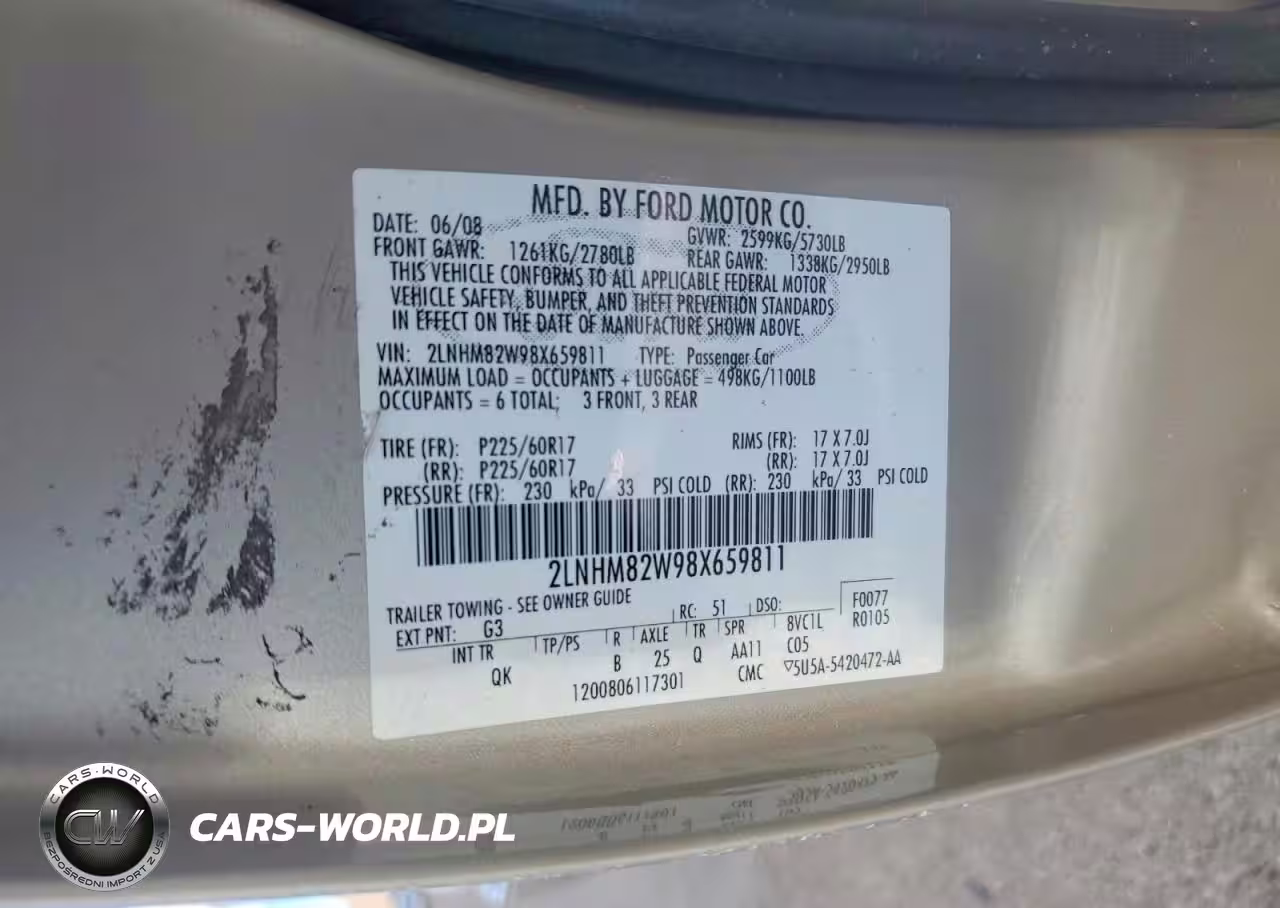 MFD. BY FORD MOTOR CO.
DATE: 06/08 GVWR: 2599KG/5730LB
FRONT GAWR: 1261KG/2780LB REAR GAWR: 1338KG/2950LB
THIS VEHICLE CONFORMS TO ALL APPLICABLE FEDERAL MOTOR
VEHICLE SAFETY, BUMPER, AND THEFT PREVENTION STANDARDS
IN EFFECT ON THE DATE OF MANUFACTURE SHOWN ABOVE.
VIN: 2LNHM82W98X659811 TYPE: Passenger Car
MAXIMUM LOAD = OCCUPANTS + LUGGAGE = 498KG/1100LB
OCCUPANTS = 6 TOTAL; 3 FRONT, 3 REAR
TIRE (FR): P225/60R17 RIMS (FR): 17 X 7.0J
(RR): P225/60R17 (RR): 17 X 7.0J
PRESSURE (FR): 230 kPa/ 33 PSI COLD (RR): 230 kPa/ 33 PSI COLD
2LNHM82W98X659811
TRAILER TOWING - SEE OWNER GUIDE
EXT PNT: G3 RC: 51 DSO: F0077
R0105
INT TR TP/PS R AXLE TR SPR 8VC1L
QK B 25 Q AA11 C05
1200806117301 CMC ▽5U5A-5420472-AA
CARS-WORLD
CW
BEZPOŚREDNI IMPORT Z USA
CARS-WORLD.PL